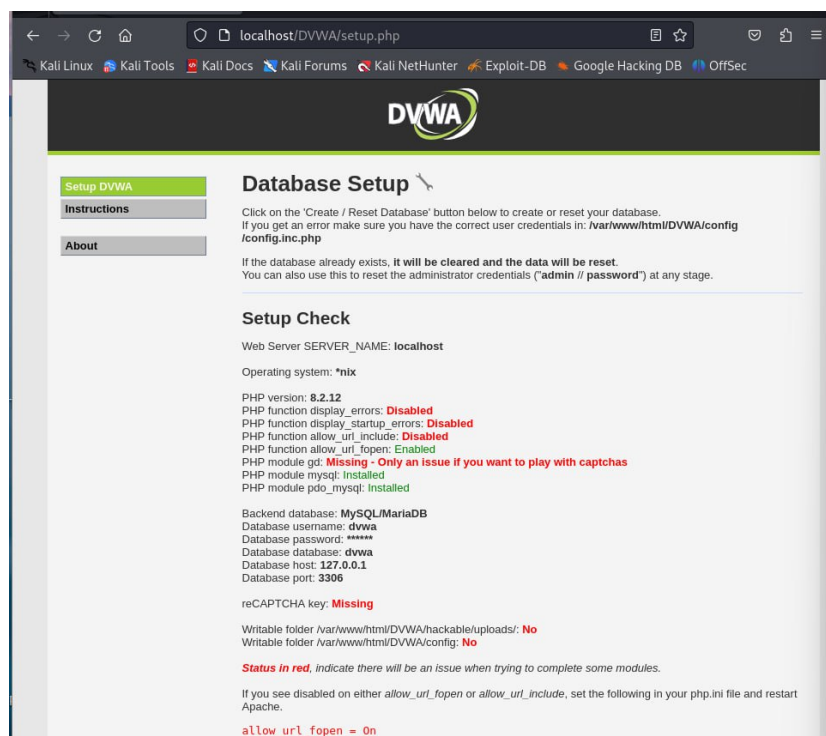 localhost/DVWA/setup.php
Kali Linux Kali Tools Kali Docs Kali Forums Kali NetHunter Exploit-DB Google Hacking DB OffSec
DVWA
Setup DVWA
Instructions
About
Database Setup
Click on the 'Create / Reset Database' button below to create or reset your database.
If you get an error make sure you have the correct user credentials in: /var/www/html/DVWA/config
/config.inc.php
If the database already exists, it will be cleared and the data will be reset.
You can also use this to reset the administrator credentials ("admin // password") at any stage.
Setup Check
Web Server SERVER_NAME: localhost
Operating system: *nix
PHP version: 8.2.12
PHP function display_errors: Disabled
PHP function display_startup_errors: Disabled
PHP function allow_url_include: Disabled
PHP function allow_url_fopen: Enabled
PHP module gd: Missing - Only an issue if you want to play with captchas
PHP module mysql: Installed
PHP module pdo_mysql: Installed
Backend database: MySQL/MariaDB
Database username: dvwa
Database password: ******
Database database: dvwa
Database host: 127.0.0.1
Database port: 3306
reCAPTCHA key: Missing
Writable folder /var/www/html/DVWA/hackable/uploads/: No
Writable folder /var/www/html/DVWA/config: No
Status in red, indicate there will be an issue when trying to complete some modules.
If you see disabled on either allow_url_fopen or allow_url_include, set the following in your php.ini file and restart
Apache.
allow_url_fopen = On